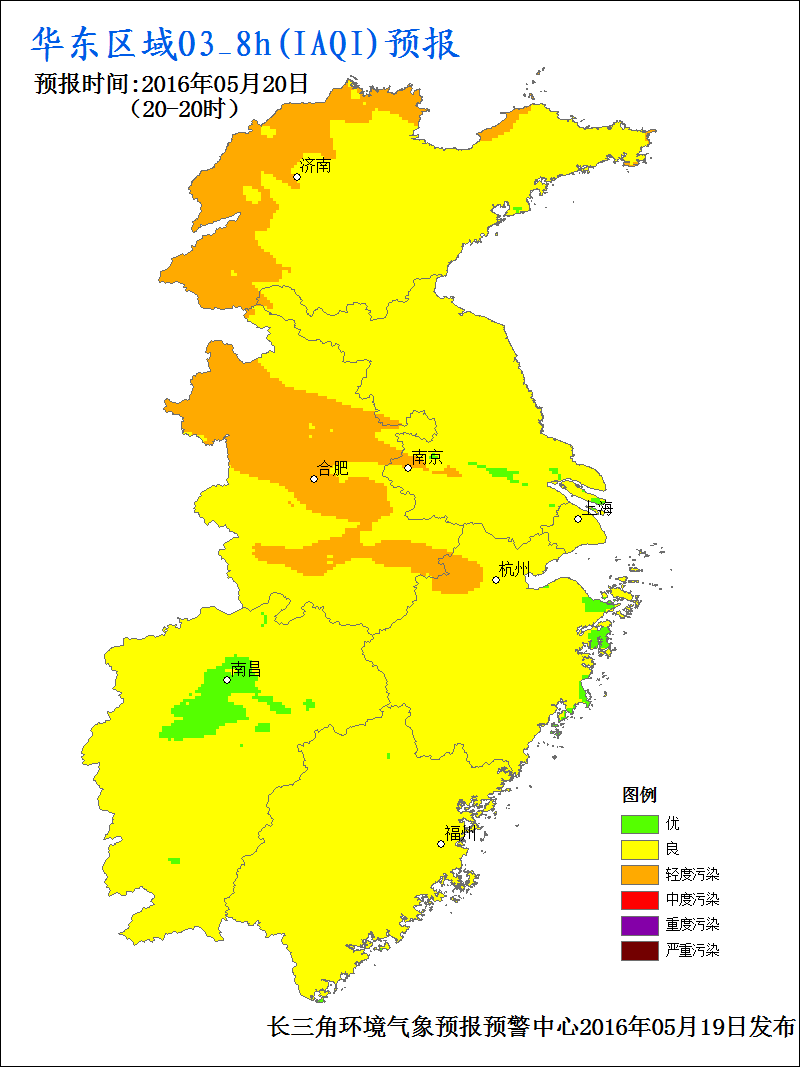 华东区域O3_8h(IAQI)预报
预报时间:2016年05月20日
（20-20时）
济南
合肥
南京
上海
杭州
南昌
福州
图例
优
良
轻度污染
中度污染
重度污染
严重污染
长三角环境气象预报预警中心2016年05月19日发布